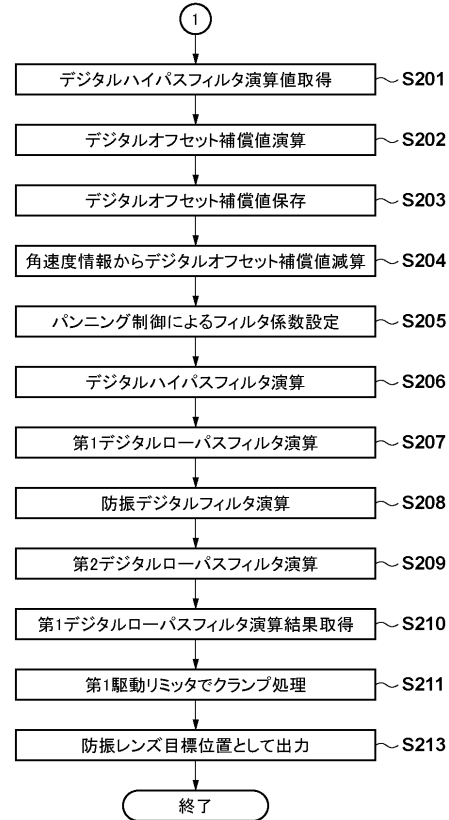 1
デジタルハイパスフィルタ演算値取得 S201
デジタルオフセット補償値演算 S202
デジタルオフセット補償値保存 S203
角速度情報からデジタルオフセット補償値減算 S204
パンニング制御によるフィルタ係数設定 S205
デジタルハイパスフィルタ演算 S206
第1デジタルローパスフィルタ演算 S207
防振デジタルフィルタ演算 S208
第2デジタルローパスフィルタ演算 S209
第1デジタルローパスフィルタ演算結果取得 S210
第1駆動リミッタでクランプ処理 S211
防振レンズ目標位置として出力 S213
終了